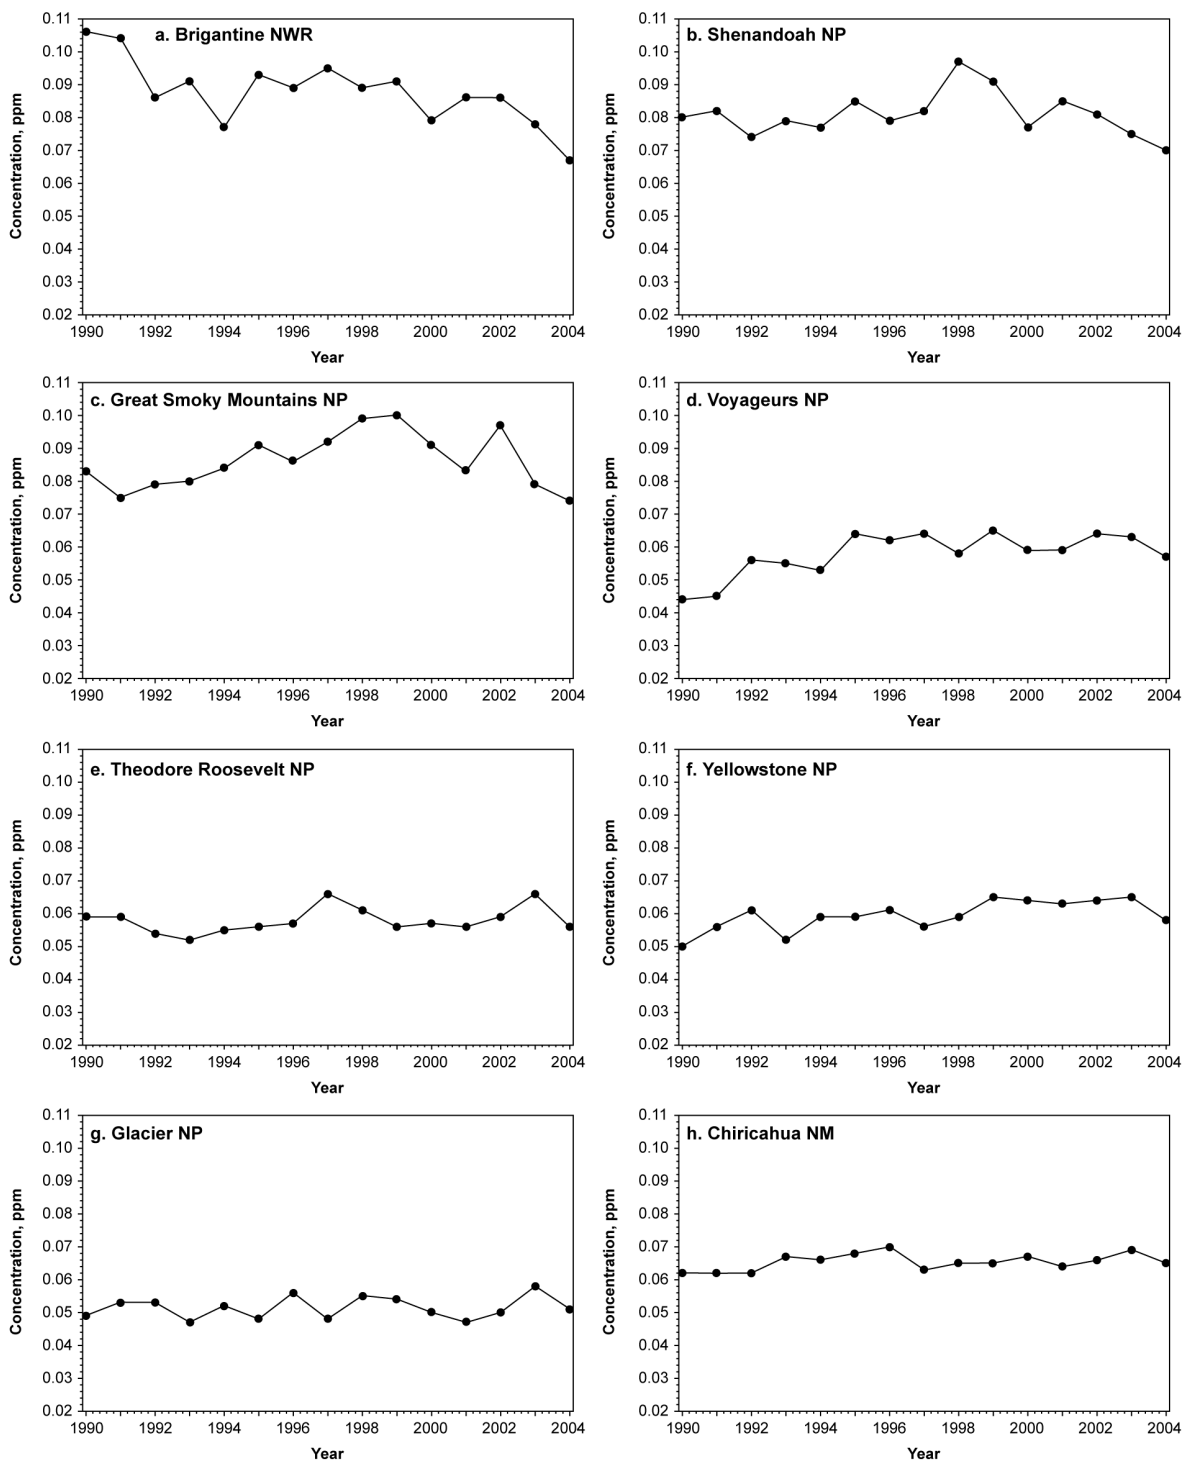 a. Brigantine NWR
Concentration, ppm
0.11
0.10
0.09
0.08
0.07
0.06
0.05
0.04
0.03
0.02
1990 1992 1994 1996 1998 2000 2002 2004
Year
b. Shenandoah NP
Concentration, ppm
0.11
0.10
0.09
0.08
0.07
0.06
0.05
0.04
0.03
0.02
1990 1992 1994 1996 1998 2000 2002 2004
Year
c. Great Smoky Mountains NP
Concentration, ppm
0.11
0.10
0.09
0.08
0.07
0.06
0.05
0.04
0.03
0.02
1990 1992 1994 1996 1998 2000 2002 2004
Year
d. Voyageurs NP
Concentration, ppm
0.11
0.10
0.09
0.08
0.07
0.06
0.05
0.04
0.03
0.02
1990 1992 1994 1996 1998 2000 2002 2004
Year
e. Theodore Roosevelt NP
Concentration, ppm
0.11
0.10
0.09
0.08
0.07
0.06
0.05
0.04
0.03
0.02
1990 1992 1994 1996 1998 2000 2002 2004
Year
f. Yellowstone NP
Concentration, ppm
0.11
0.10
0.09
0.08
0.07
0.06
0.05
0.04
0.03
0.02
1990 1992 1994 1996 1998 2000 2002 2004
Year
g. Glacier NP
Concentration, ppm
0.11
0.10
0.09
0.08
0.07
0.06
0.05
0.04
0.03
0.02
1990 1992 1994 1996 1998 2000 2002 2004
Year
h. Chiricahua NM
Concentration, ppm
0.11
0.10
0.09
0.08
0.07
0.06
0.05
0.04
0.03
0.02
1990 1992 1994 1996 1998 2000 2002 2004
Year